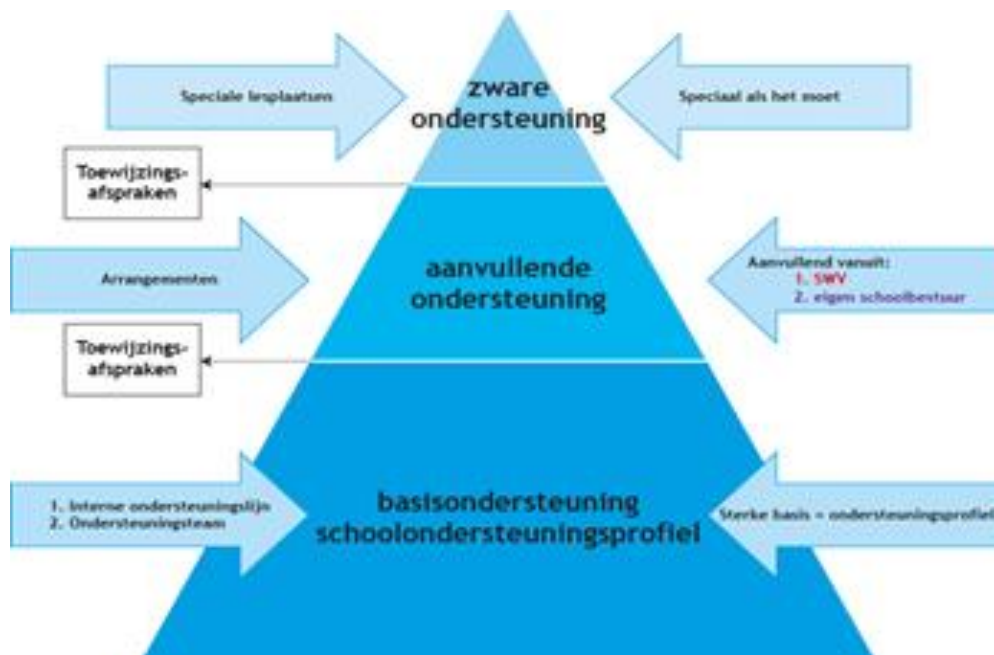 Speciale lesplaatsen
zware
ondersteuning
Speciaal als het moet
Toewijzings-
afspraken
Arrangementen
aanvullende
ondersteuning
Aanvullend vanuit:
1. SWV
2. eigen schoolbestuur
Toewijzings-
afspraken
1. Interne ondersteuningslijn
2. Ondersteuningsteam
basisondersteuning
schoolondersteuningsprofiel
Sterke basis = ondersteuningsprofiel